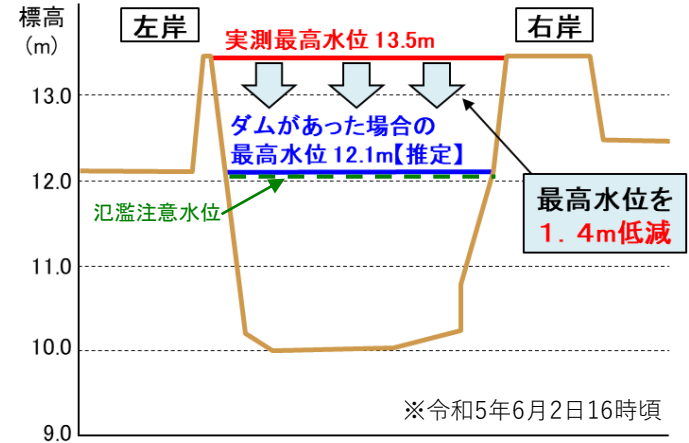 標高
（m）
左岸
右岸
実測最高水位 13.5m
13.0
ダムがあった場合の
最高水位 12.1m【推定】
12.0
氾濫注意水位
最高水位を
１．４m低減
11.0
10.0
※令和5年6月2日16時頃
9.0